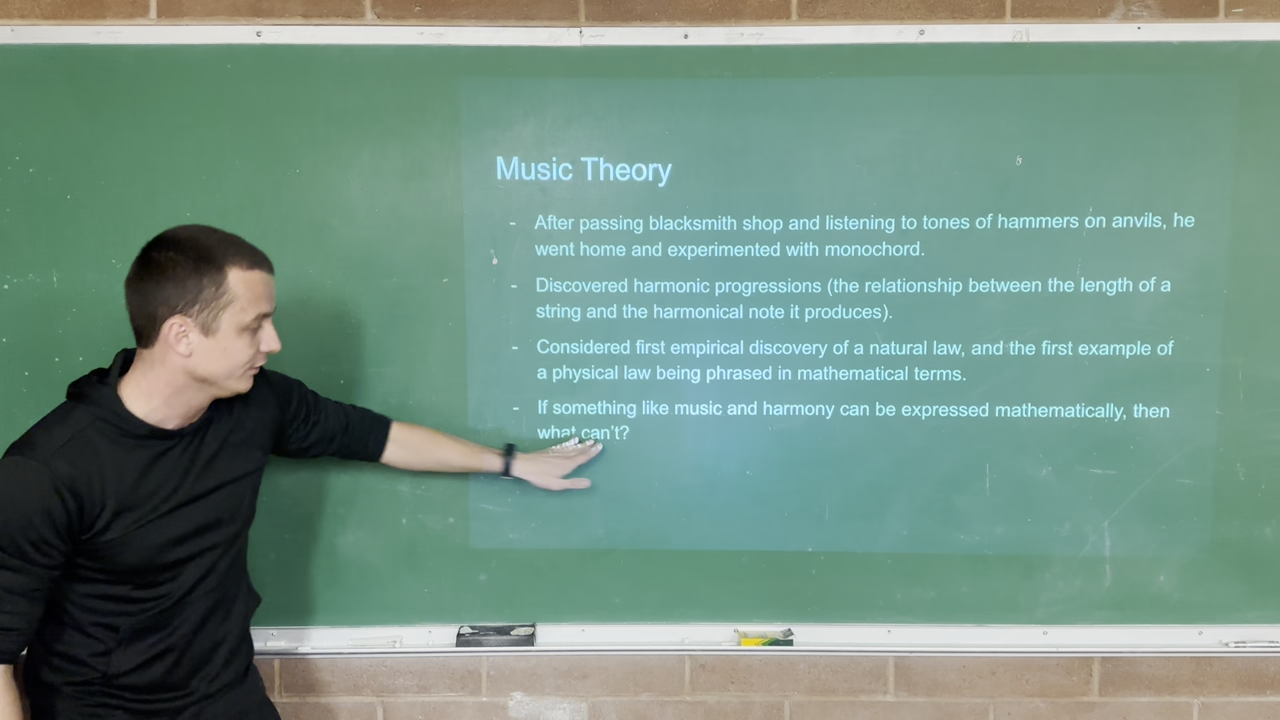 Music Theory
- After passing blacksmith shop and listening to tones of hammers on anvils, he
went home and experimented with monochord.
- Discovered harmonic progressions (the relationship between the length of a
string and the harmonical note it produces).
- Considered first empirical discovery of a natural law, and the first example of
a physical law being phrased in mathematical terms.
- If something like music and harmony can be expressed mathematically, then
what can't?